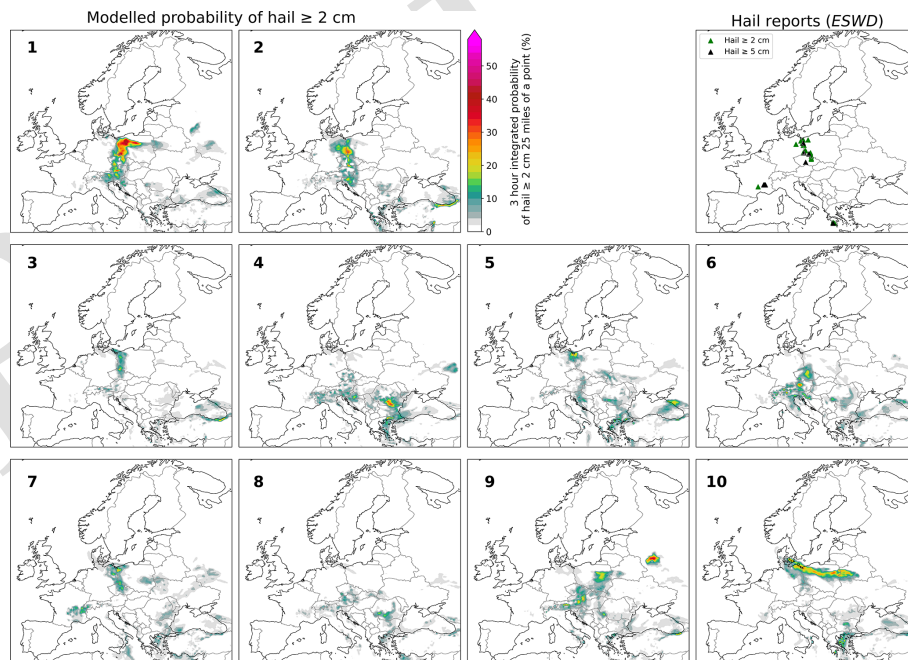 Modelled probability of hail ≥ 2 cm
Hail reports (ESWD)
1
2
50
40
30
20
10
0
3 hour integrated probability
of hail ≥ 2 cm 25 miles of a point (%)
Hail ≥ 2 cm
Hail ≥ 5 cm
3
4
5
6
7
8
9
10